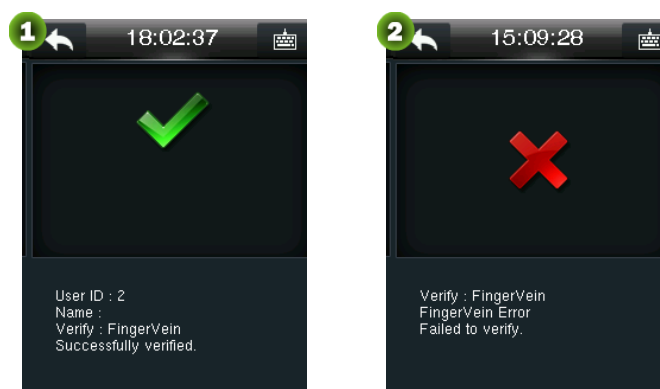 1
18:02:37
User ID : 2
Name :
Verify : FingerVein
Successfully verified.
2
15:09:28
Verify : FingerVein
FingerVein Error
Failed to verify.